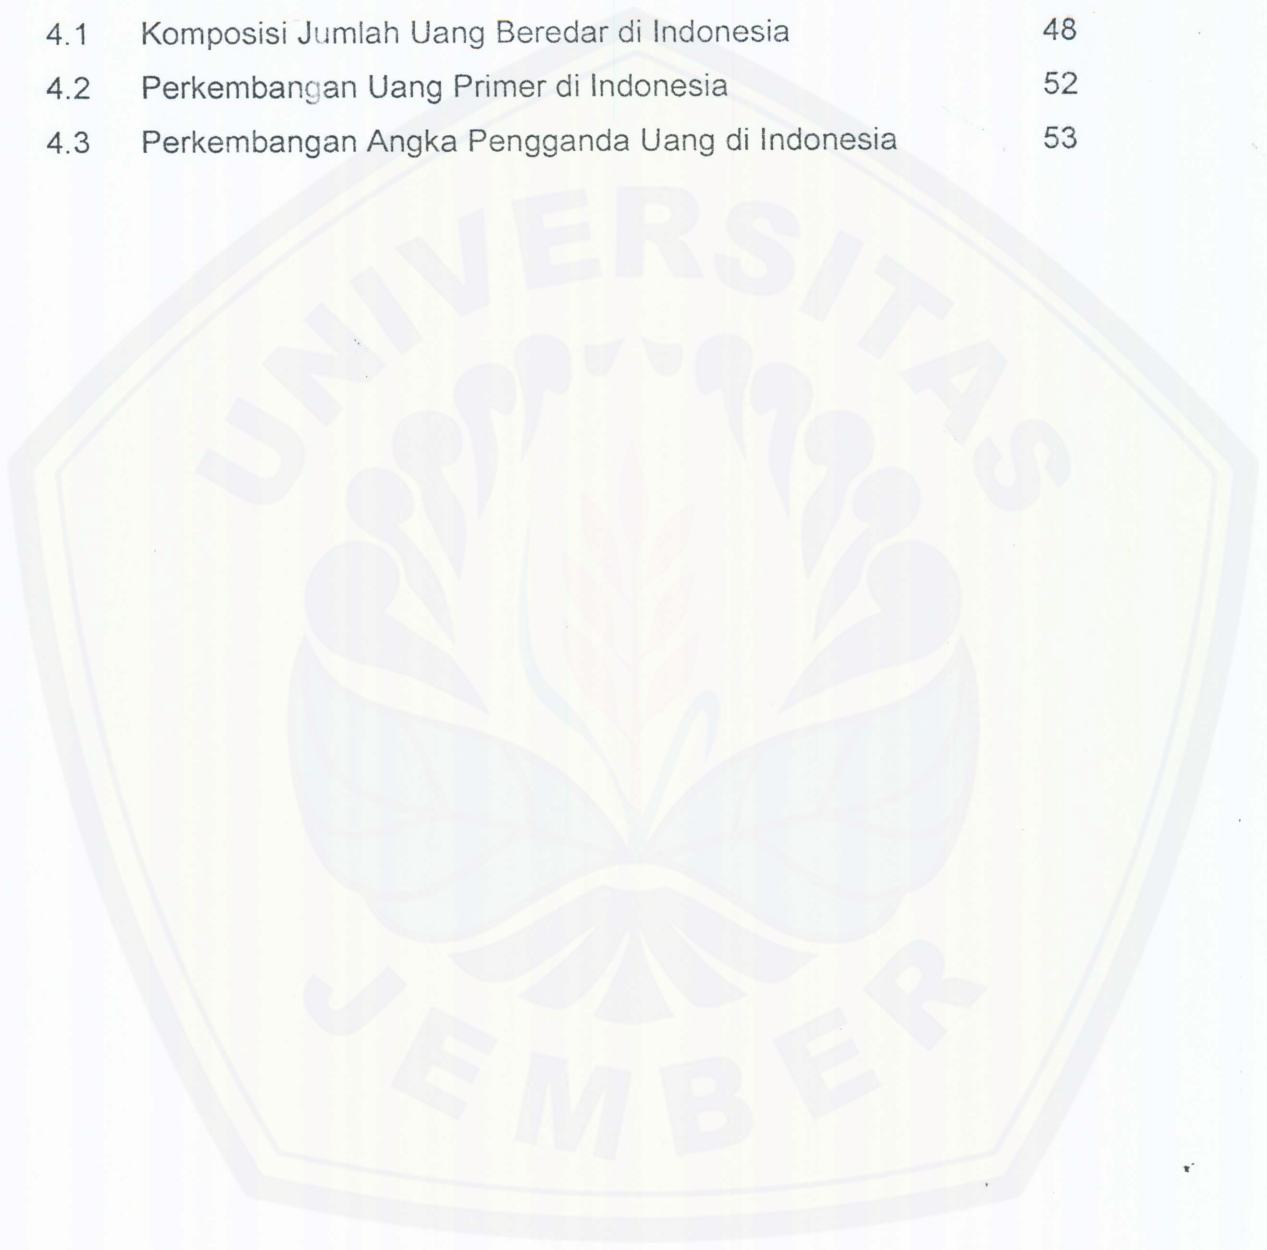 4.1 Komposisi Jumlah Uang Beredar di Indonesia 48
4.2 Perkembangan Uang Primer di Indonesia 52
4.3 Perkembangan Angka Pengganda Uang di Indonesia 53
UNIVERSITAS
JEMBER